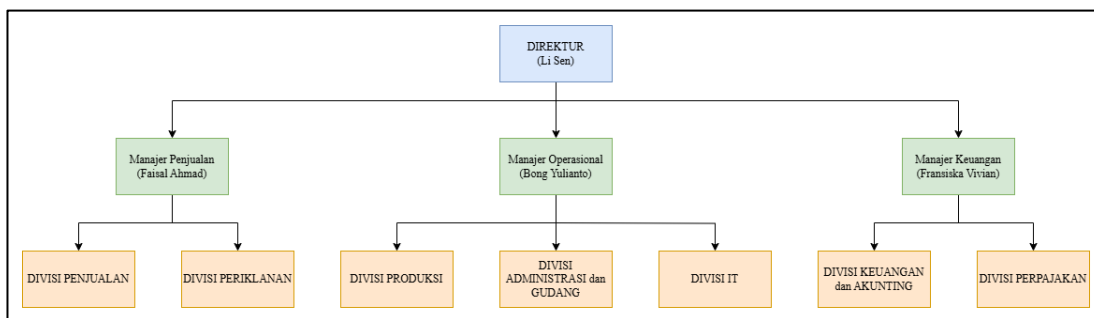 DIREKTUR
(Li Sen)
Manajer Penjualan
(Faisal Ahmad)
Manajer Operasional
(Bong Yulianto)
Manajer Keuangan
(Fransiska Vivian)
DIVISI PENJUALAN
DIVISI PERIKLANAN
DIVISI PRODUKSI
DIVISI
ADMINISTRASI dan
GUDANG
DIVISI IT
DIVISI KEUANGAN
dan AKUNTING
DIVISI PERPAJAKAN